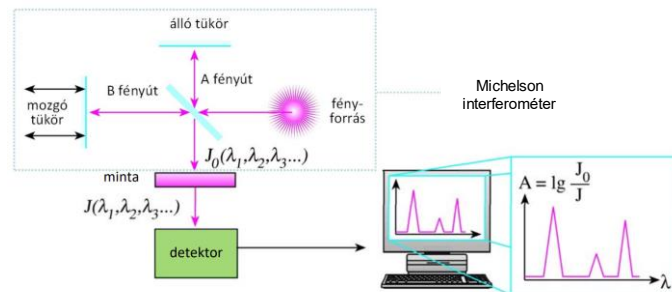 álló tükör
A fényút
B fényút
mozgó
tükör
fény-
forrás
Michelson
interferométer
J₀(λ₁,λ₂,λ₃...)
minta
J(λ₁,λ₂,λ₃...)
detektor
A = lg J₀/J
λ